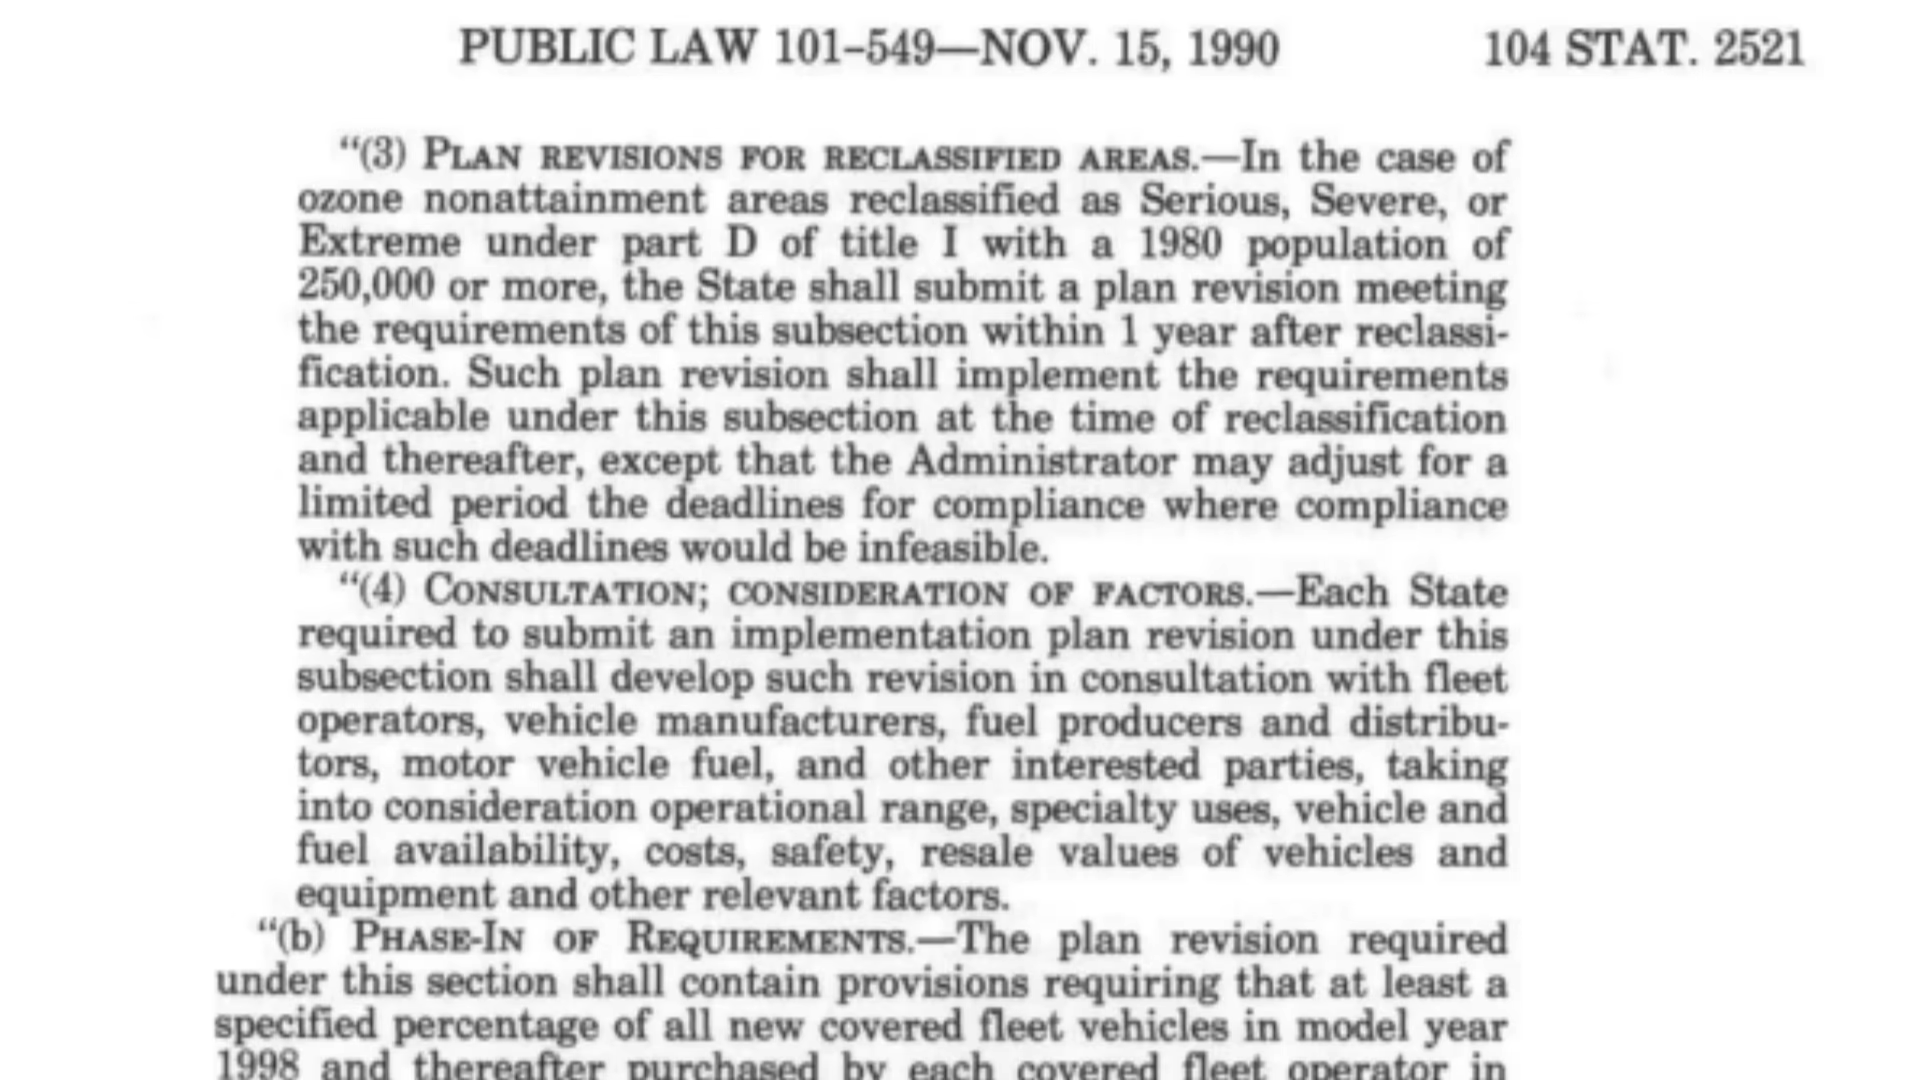 PUBLIC LAW 101–549—NOV. 15, 1990 104 STAT. 2521
“(3) PLAN REVISIONS FOR RECLASSIFIED AREAS.—In the case of
ozone nonattainment areas reclassified as Serious, Severe, or
Extreme under part D of title I with a 1980 population of
250,000 or more, the State shall submit a plan revision meeting
the requirements of this subsection within 1 year after reclassi-
fication. Such plan revision shall implement the requirements
applicable under this subsection at the time of reclassification
and thereafter, except that the Administrator may adjust for a
limited period the deadlines for compliance where compliance
with such deadlines would be infeasible.
“(4) CONSULTATION; CONSIDERATION OF FACTORS.—Each State
required to submit an implementation plan revision under this
subsection shall develop such revision in consultation with fleet
operators, vehicle manufacturers, fuel producers and distribu-
tors, motor vehicle fuel, and other interested parties, taking
into consideration operational range, specialty uses, vehicle and
fuel availability, costs, safety, resale values of vehicles and
equipment and other relevant factors.
“(b) PHASE-IN OF REQUIREMENTS.—The plan revision required
under this section shall contain provisions requiring that at least a
specified percentage of all new covered fleet vehicles in model year
1998 and thereafter purchased by each covered fleet operator in